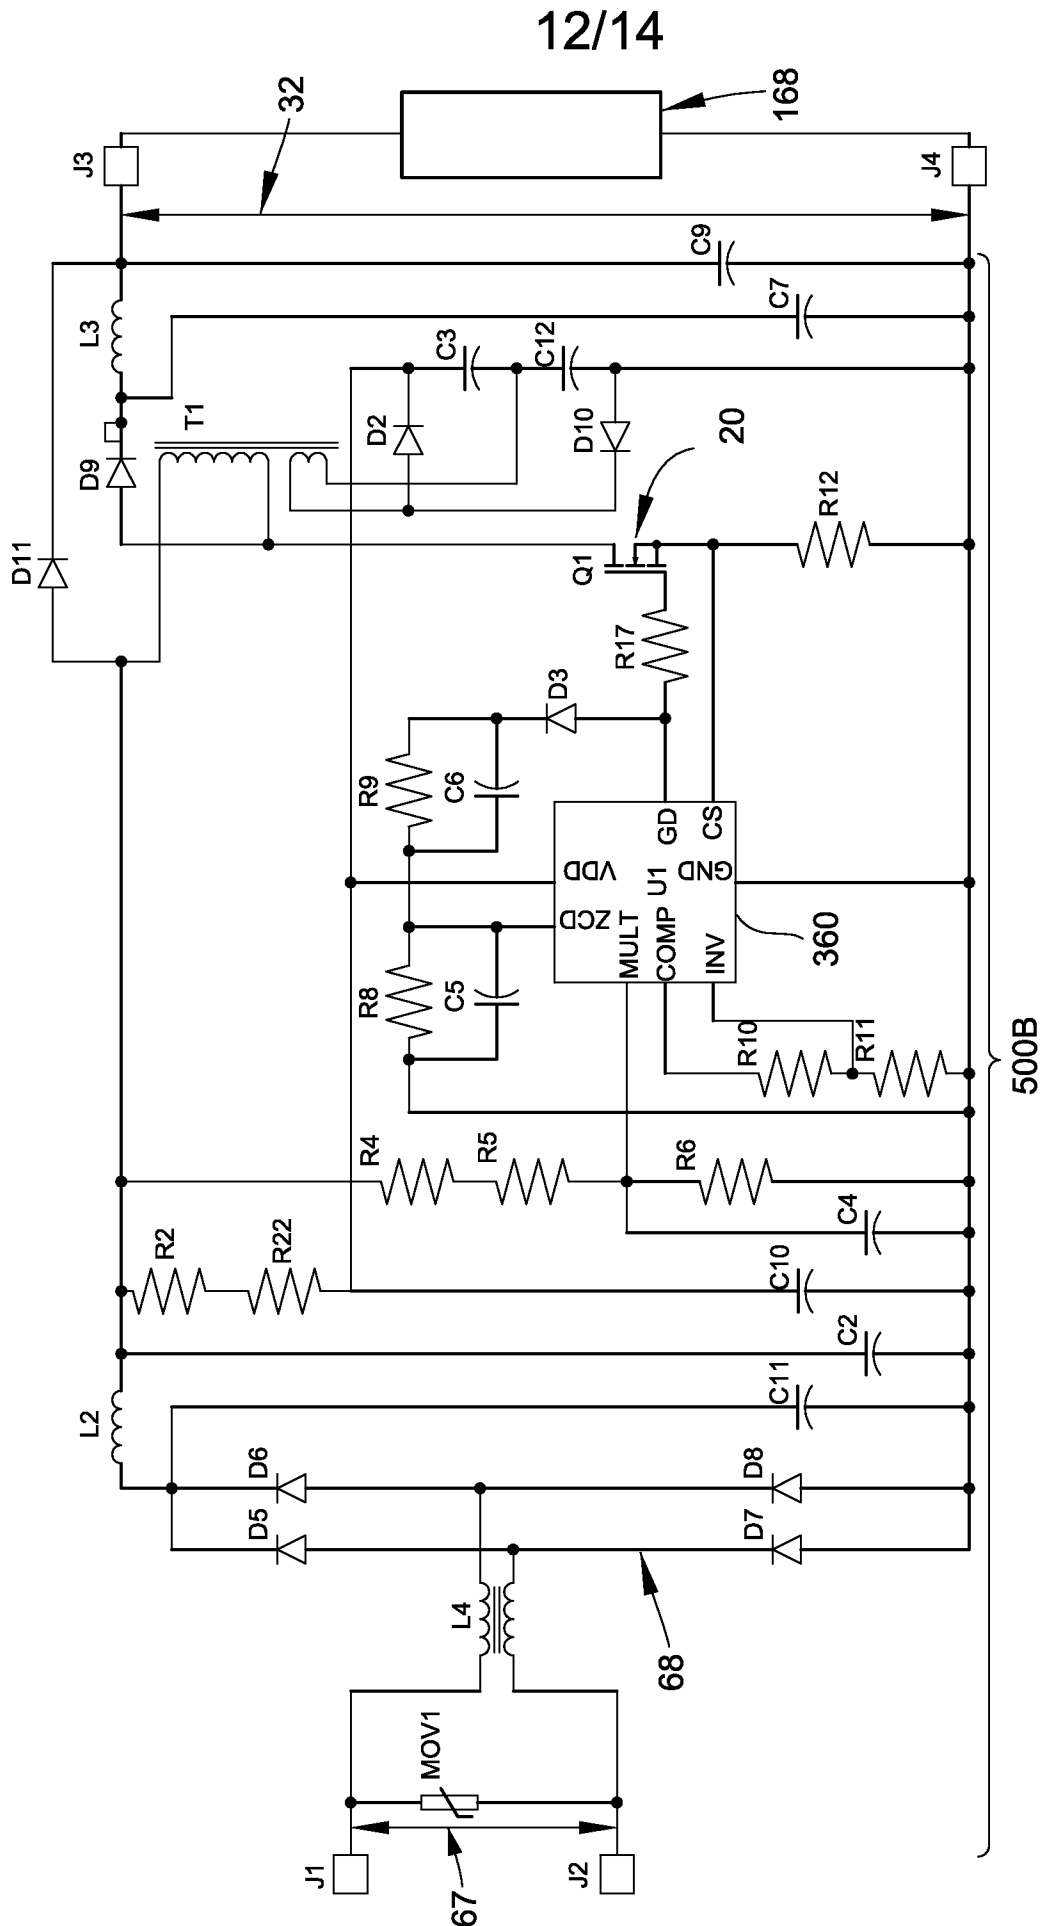 12/14
32
168
J3
J4
C9
L3
C7
T1
C3
C12
D9
D2
D10
20
D11
R12
Q1
R17
D3
R9
C6
GD
CS
VDD
U1
GND
ZCD
MULT
COMP
INV
360
R8
C5
R10
R11
500B
R4
R5
R6
C4
R2
R22
C10
C2
C11
L2
D6
D8
D5
D7
L4
68
MOV1
67
J1
J2